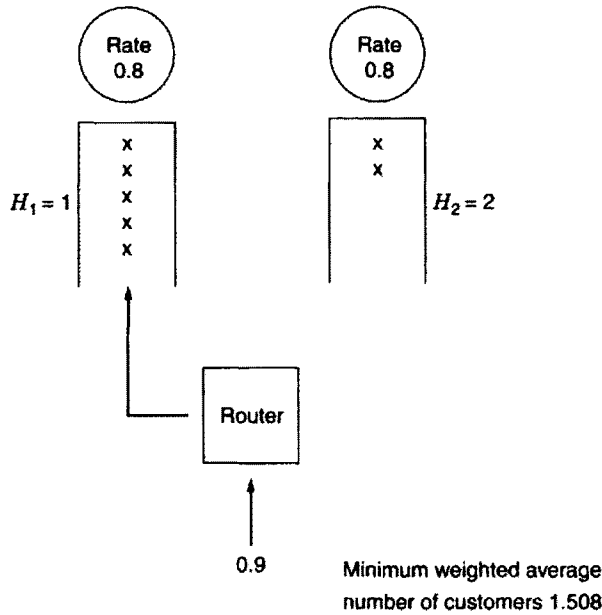 Rate
0.8
Rate
0.8
x
x
x
x
x
x
x
H₁ = 1
H₂ = 2
Router
0.9
Minimum weighted average
number of customers 1.508